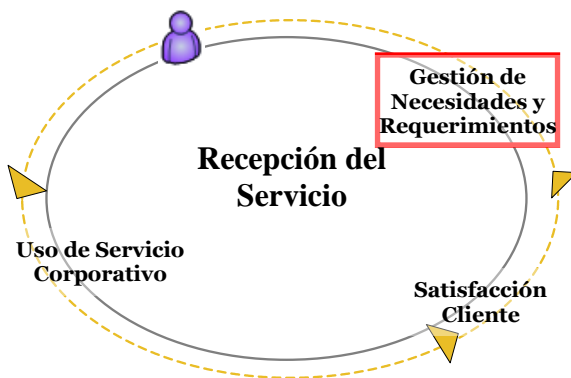 Gestión de
Necesidades y
Requerimientos
Recepción del
Servicio
Uso de Servicio
Corporativo
Satisfacción
Cliente